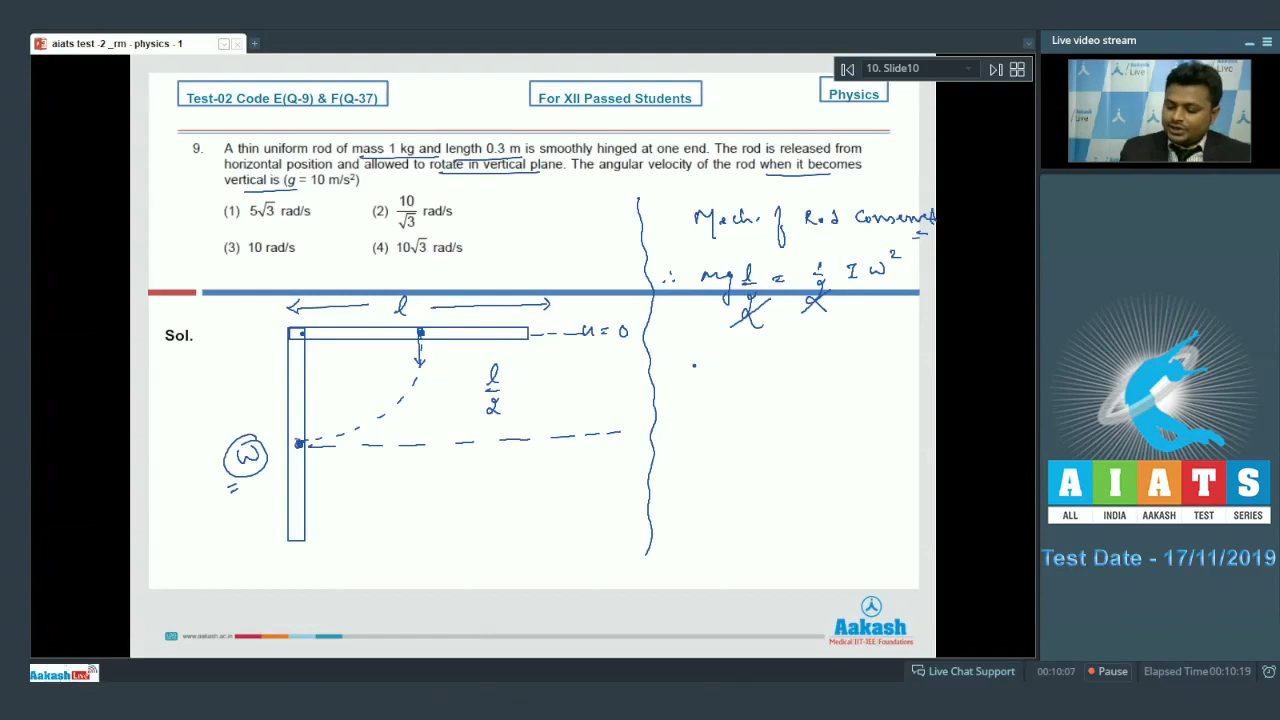 aiats test -2 _rm - physics - 1
Live video stream
10. Slide10
Test-02 Code E(Q-9) & F(Q-37)
For XII Passed Students
Physics
9. A thin uniform rod of mass 1 kg and length 0.3 m is smoothly hinged at one end. The rod is released from
horizontal position and allowed to rotate in vertical plane. The angular velocity of the rod when it becomes
vertical is (g = 10 m/s²)
(1) 5√3 rad/s
(2) 10/√3 rad/s
(3) 10 rad/s
(4) 10√3 rad/s
Mech. of Rod Conserved
∴ mg l/2 = 1/2 I ω²
l
Sol.
u = 0
l/2
ω
Aakash
Medical|IIT-JEE|Foundations
www.aakash.ac.in
AIATS
ALL INDIA AAKASH TEST SERIES
Test Date - 17/11/2019
Aakash Live
Live Chat Support
00:10:07
Pause
Elapsed Time 00:10:19